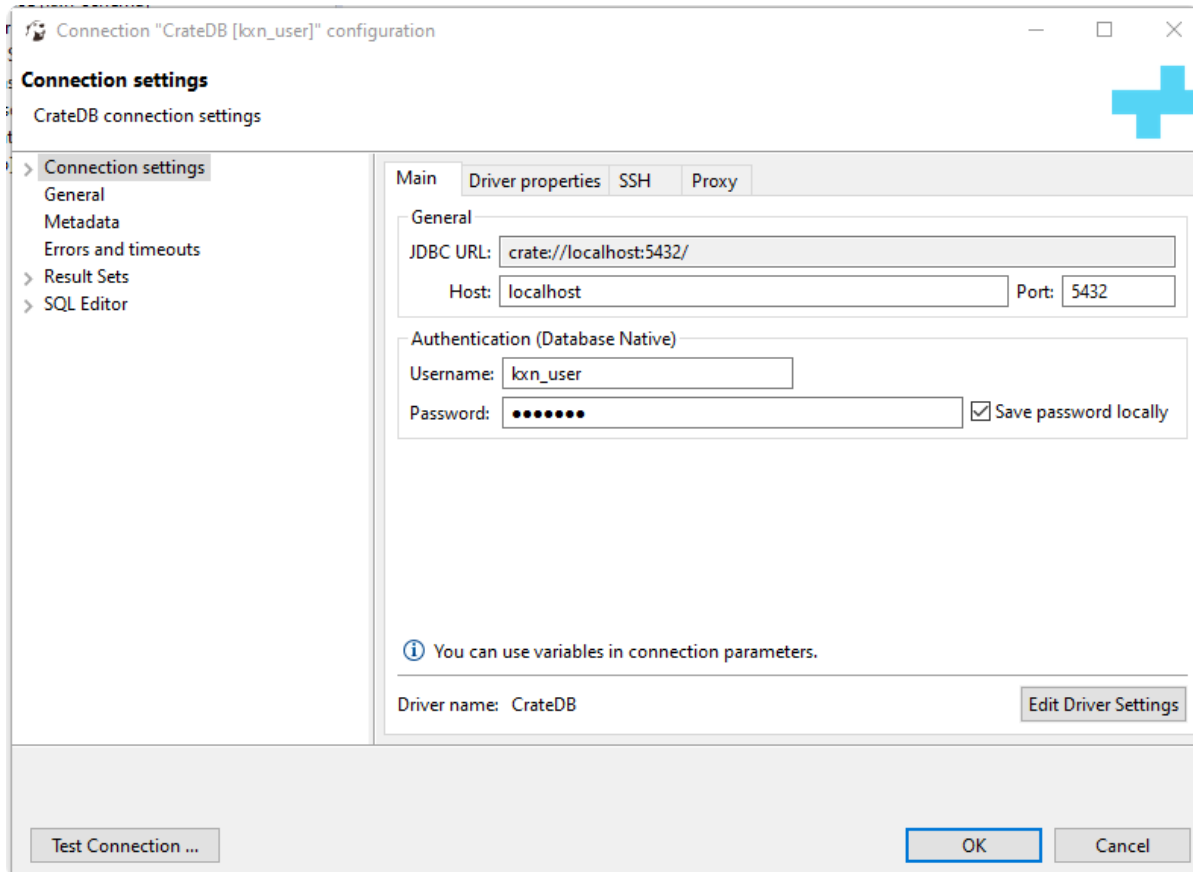 Connection "CrateDB [kxn_user]" configuration
Connection settings
CrateDB connection settings
Connection settings
General
Metadata
Errors and timeouts
Result Sets
SQL Editor
Main Driver properties SSH Proxy
General
JDBC URL: crate://localhost:5432/
Host: localhost Port: 5432
Authentication (Database Native)
Username: kxn_user
Password: ●●●●●●● Save password locally
You can use variables in connection parameters.
Driver name: CrateDB Edit Driver Settings
Test Connection ... OK Cancel